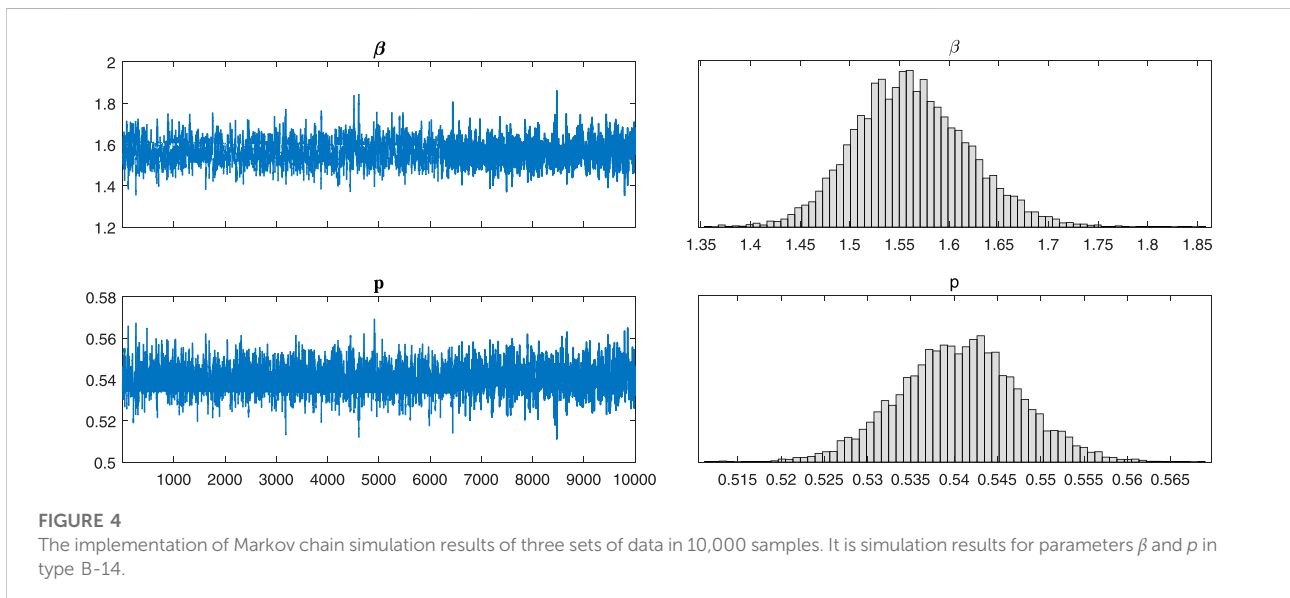 β
2
1.8
1.6
1.4
1.2
β
1.35 1.4 1.45 1.5 1.55 1.6 1.65 1.7 1.75 1.8 1.85
p
0.58
0.56
0.54
0.52
0.5
1000 2000 3000 4000 5000 6000 7000 8000 9000 10000
p
0.515 0.52 0.525 0.53 0.535 0.54 0.545 0.55 0.555 0.56 0.565
FIGURE 4
The implementation of Markov chain simulation results of three sets of data in 10,000 samples. It is simulation results for parameters β and p in
type B-14.